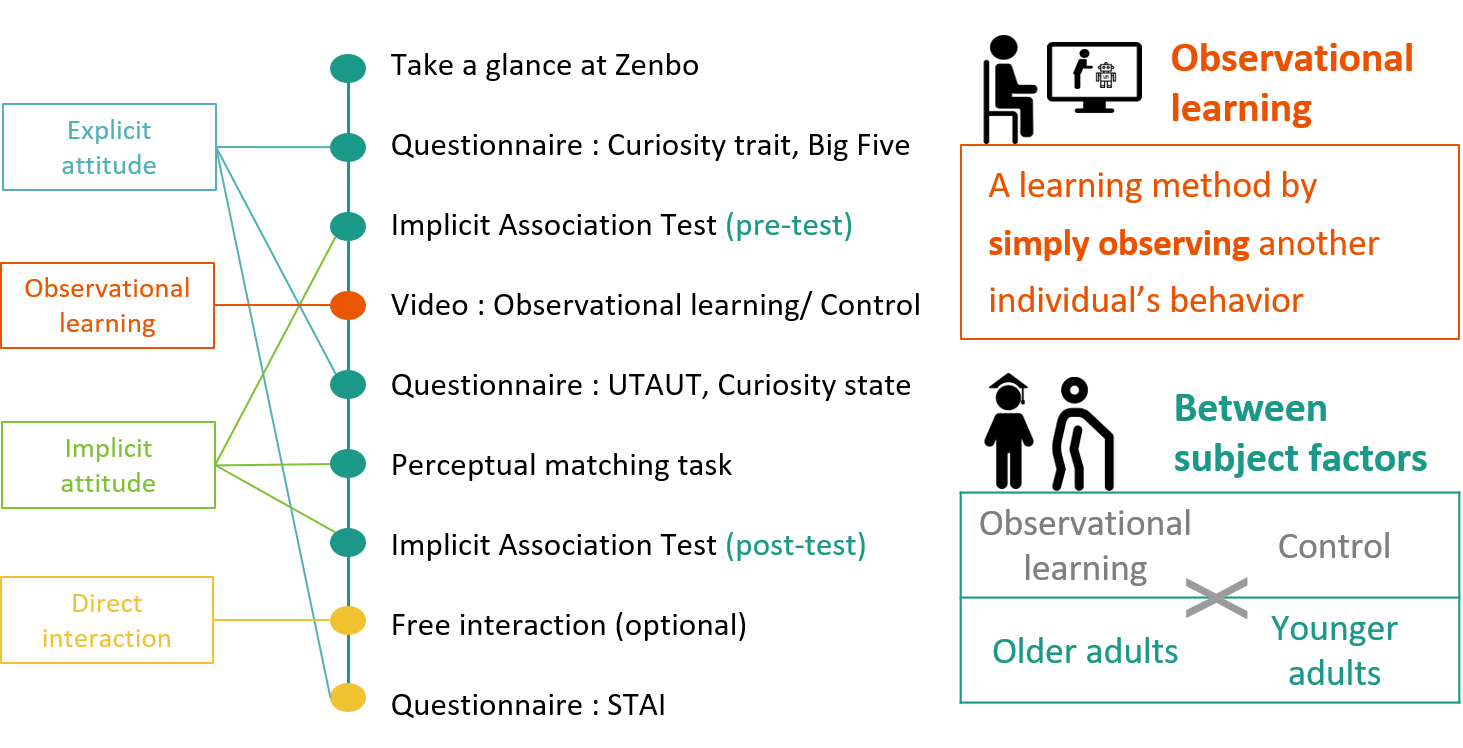 Explicit
attitude
Observational
learning
Implicit
attitude
Direct
interaction
Take a glance at Zenbo
Questionnaire : Curiosity trait, Big Five
Implicit Association Test (pre-test)
Video : Observational learning/ Control
Questionnaire : UTAUT, Curiosity state
Perceptual matching task
Implicit Association Test (post-test)
Free interaction (optional)
Questionnaire : STAI
Observational
learning
A learning method by
simply observing another
individual’s behavior
Between
subject factors
Observational
learning
Control
Older adults
Younger
adults